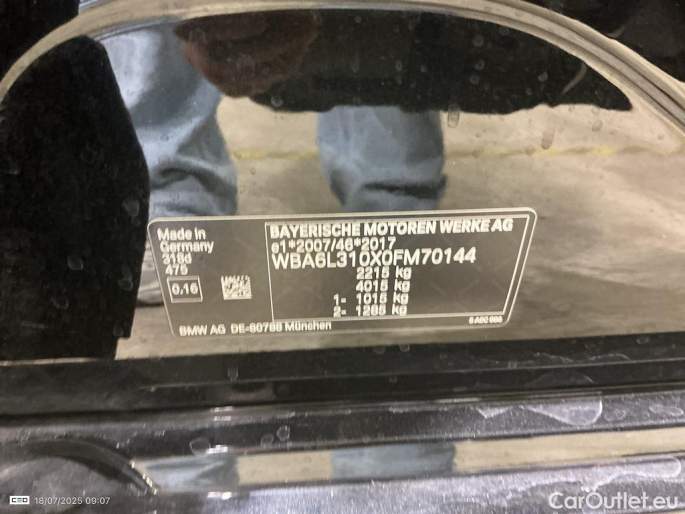 Made in
Germany
318d
475
0.16
BAYERISCHE MOTOREN WERKE AG
e1*2007/46*2017
WBA6L310X0FM70144
2215 kg
4015 kg
1- 1015 kg
2- 1285 kg
BMW AG DE-80788 München
18/07/2025 09:07
CarOutlet.eu